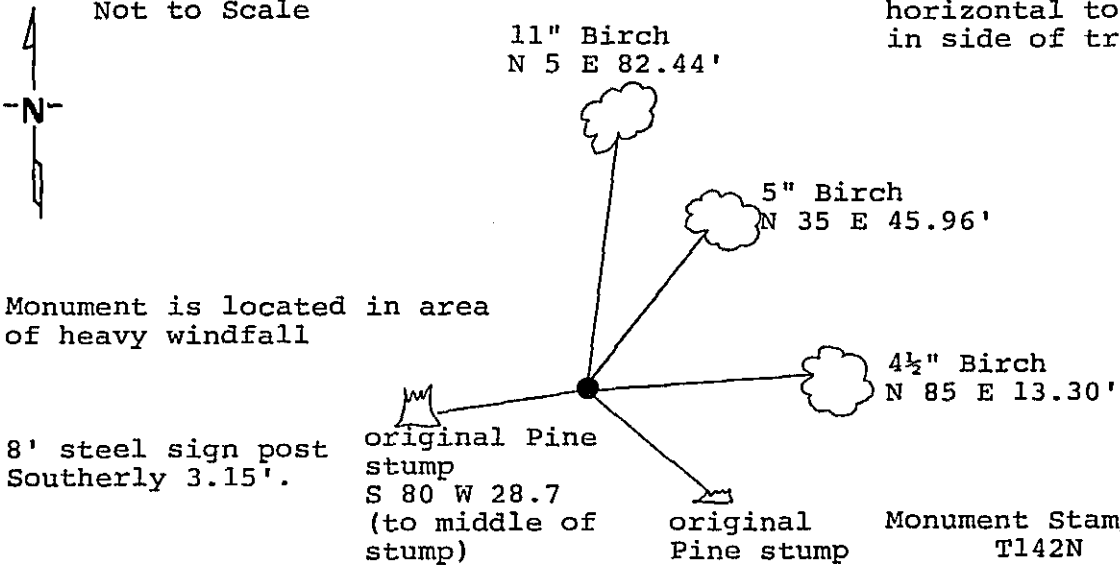 Not to Scale
horizontal to
in side of tr
11" Birch
N 5 E 82.44'
-N-
5" Birch
N 35 E 45.96'
Monument is located in area
of heavy windfall
4½" Birch
N 85 E 13.30'
8' steel sign post
Southerly 3.15'.
original Pine
stump
S 80 W 28.7
(to middle of
stump)
original
Pine stump
Monument Stam
T142N